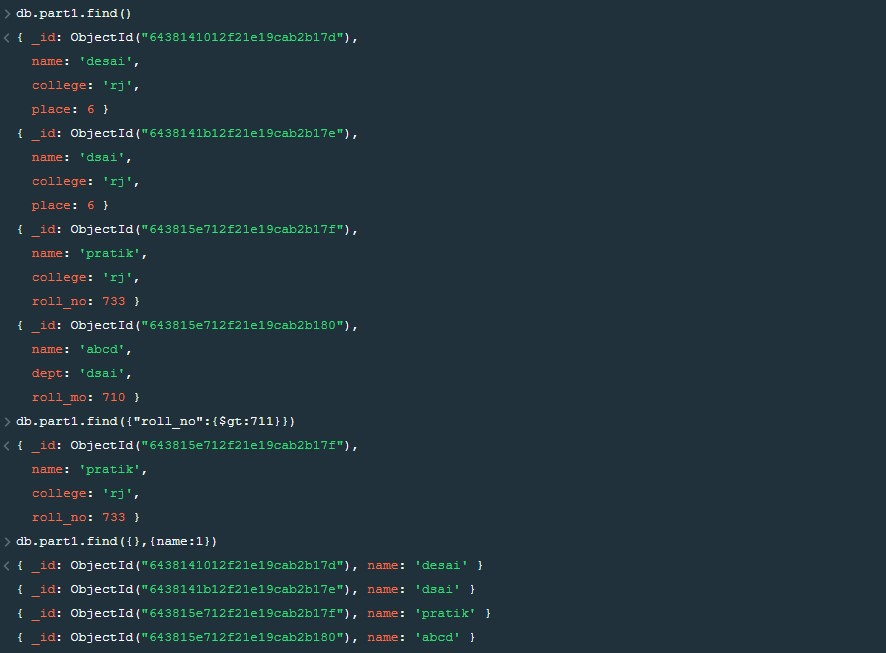 > db.part1.find()
< { _id: ObjectId("6438141012f21e19cab2b17d"),
name: 'desai',
college: 'rj',
place: 6 }
{ _id: ObjectId("6438141b12f21e19cab2b17e"),
name: 'dsai',
college: 'rj',
place: 6 }
{ _id: ObjectId("643815e712f21e19cab2b17f"),
name: 'pratik',
college: 'rj',
roll_no: 733 }
{ _id: ObjectId("643815e712f21e19cab2b180"),
name: 'abcd',
dept: 'dsai',
roll_mo: 710 }
> db.part1.find({"roll_no":{$gt:711}})
< { _id: ObjectId("643815e712f21e19cab2b17f"),
name: 'pratik',
college: 'rj',
roll_no: 733 }
> db.part1.find({},{name:1})
< { _id: ObjectId("6438141012f21e19cab2b17d"), name: 'desai' }
{ _id: ObjectId("6438141b12f21e19cab2b17e"), name: 'dsai' }
{ _id: ObjectId("643815e712f21e19cab2b17f"), name: 'pratik' }
{ _id: ObjectId("643815e712f21e19cab2b180"), name: 'abcd' }